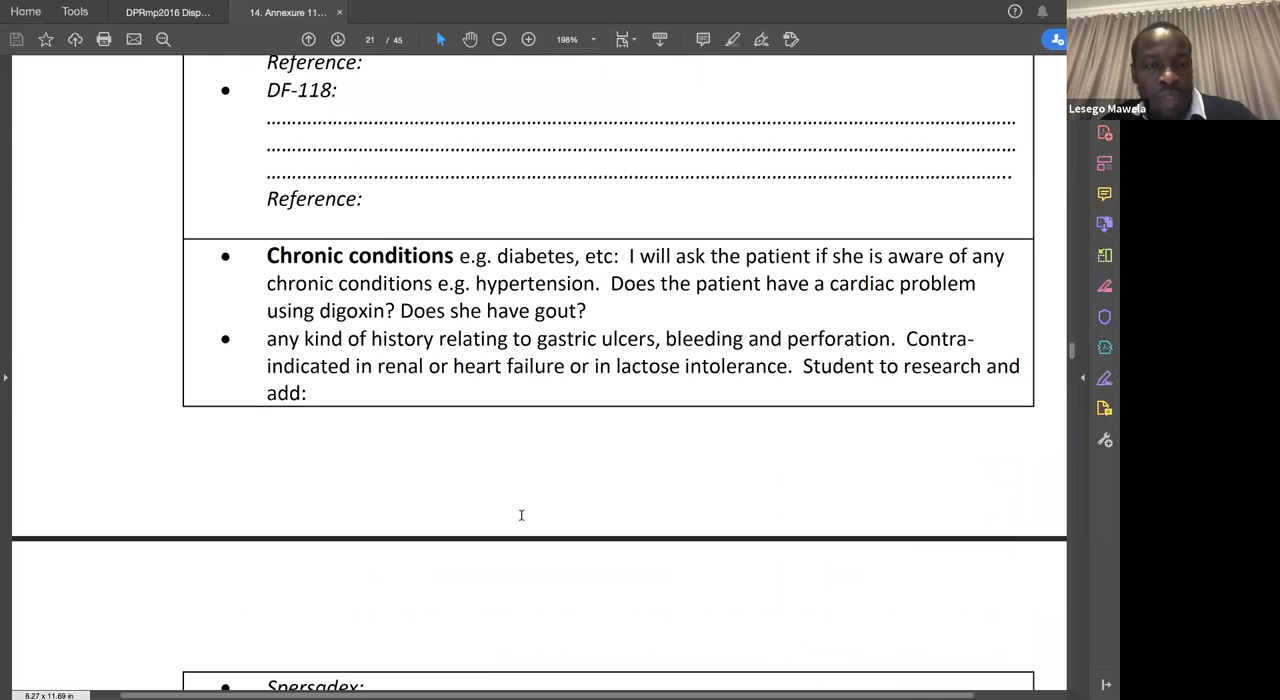 Home Tools DPRmp2016 Disp... 14. Annexure 11... ×
21 / 45 198%
Lesego Mawela
Reference:
• DF-118:
……………………………………………………………………………………………………………………………
……………………………………………………………………………………………………………………………
…………………………………………………………………………………………………………………………..
Reference:
• Chronic conditions e.g. diabetes, etc: I will ask the patient if she is aware of any
chronic conditions e.g. hypertension. Does the patient have a cardiac problem
using digoxin? Does she have gout?
• any kind of history relating to gastric ulcers, bleeding and perforation. Contra-
indicated in renal or heart failure or in lactose intolerance. Student to research and
add:
• Spersadex:
8.27 x 11.69 in